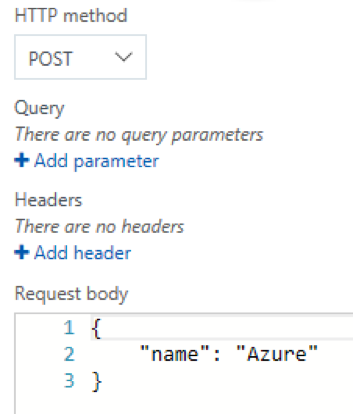 HTTP method
POST
Query
There are no query parameters
+ Add parameter
Headers
There are no headers
+ Add header
Request body
1 {
2     "name": "Azure"
3 }